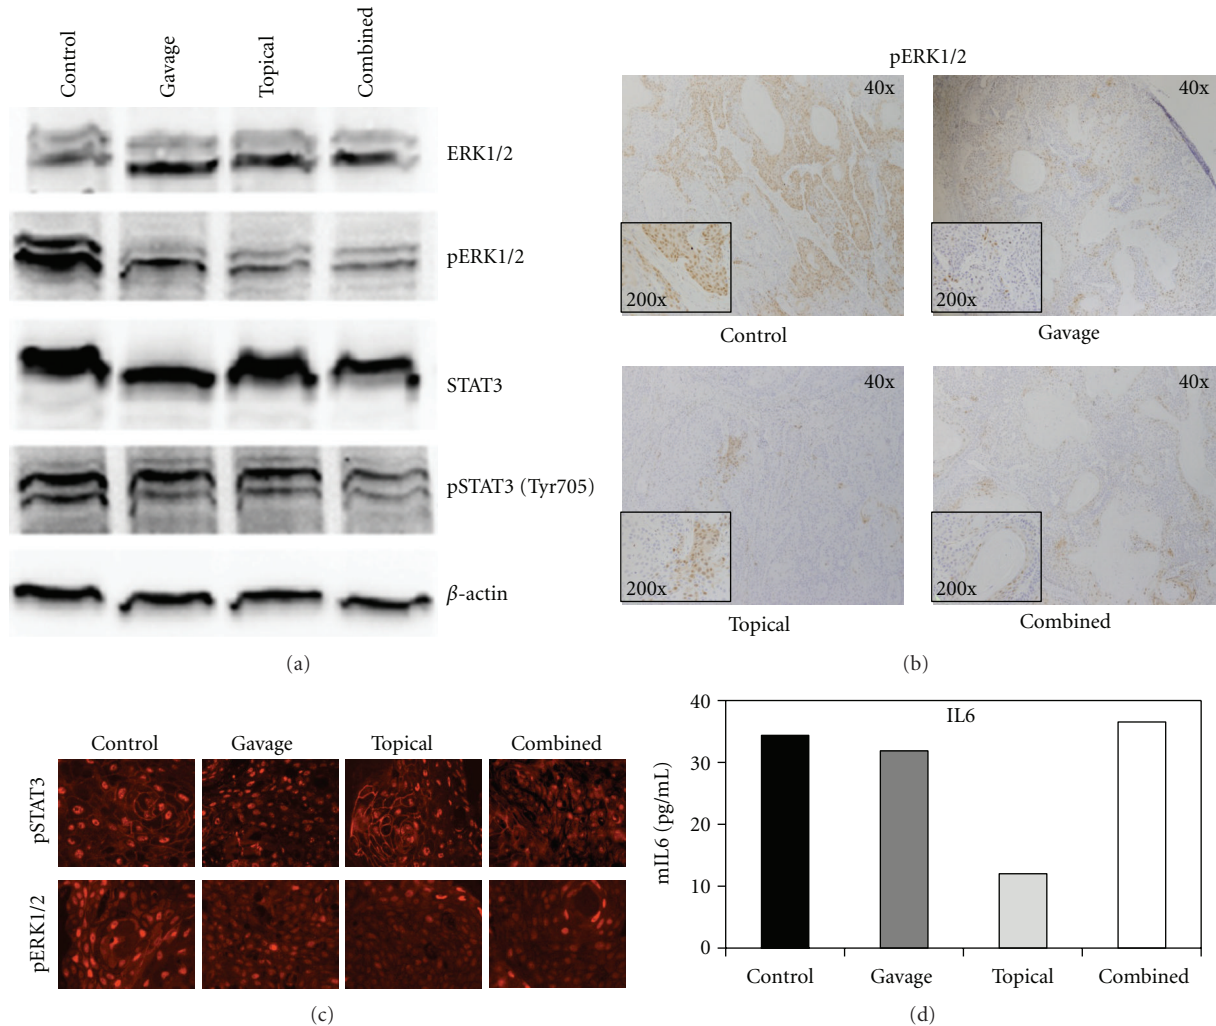 Control
Gavage
Topical
Combined
ERK1/2
pERK1/2
STAT3
pSTAT3 (Tyr705)
β-actin
(a)
pERK1/2
40x
200x
Control
40x
200x
Gavage
40x
200x
Topical
40x
200x
Combined
(b)
Control
Gavage
Topical
Combined
pSTAT3
pERK1/2
(c)
IL6
mIL6 (pg/mL)
40
30
20
10
0
Control
Gavage
Topical
Combined
(d)